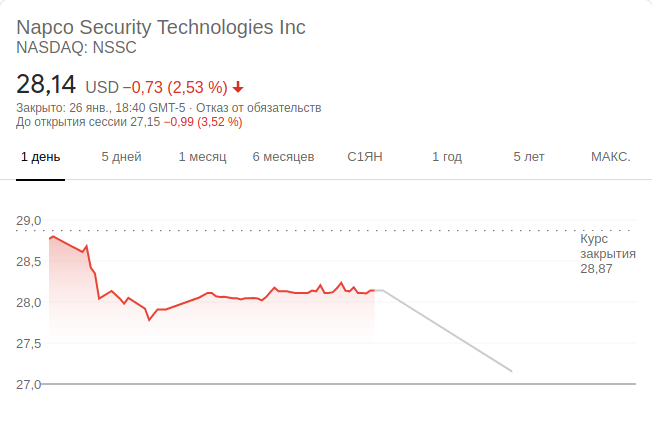 Napco Security Technologies Inc
NASDAQ: NSSC
28,14 USD −0,73 (2,53 %)
Закрыто: 26 янв., 18:40 GMT-5 · Отказ от обязательств
До открытия сессии 27,15 −0,99 (3,52 %)
1 день 5 дней 1 месяц 6 месяцев С1ЯН 1 год 5 лет МАКС.
29,0
Курс
закрытия
28,87
28,5
28,0
27,5
27,0